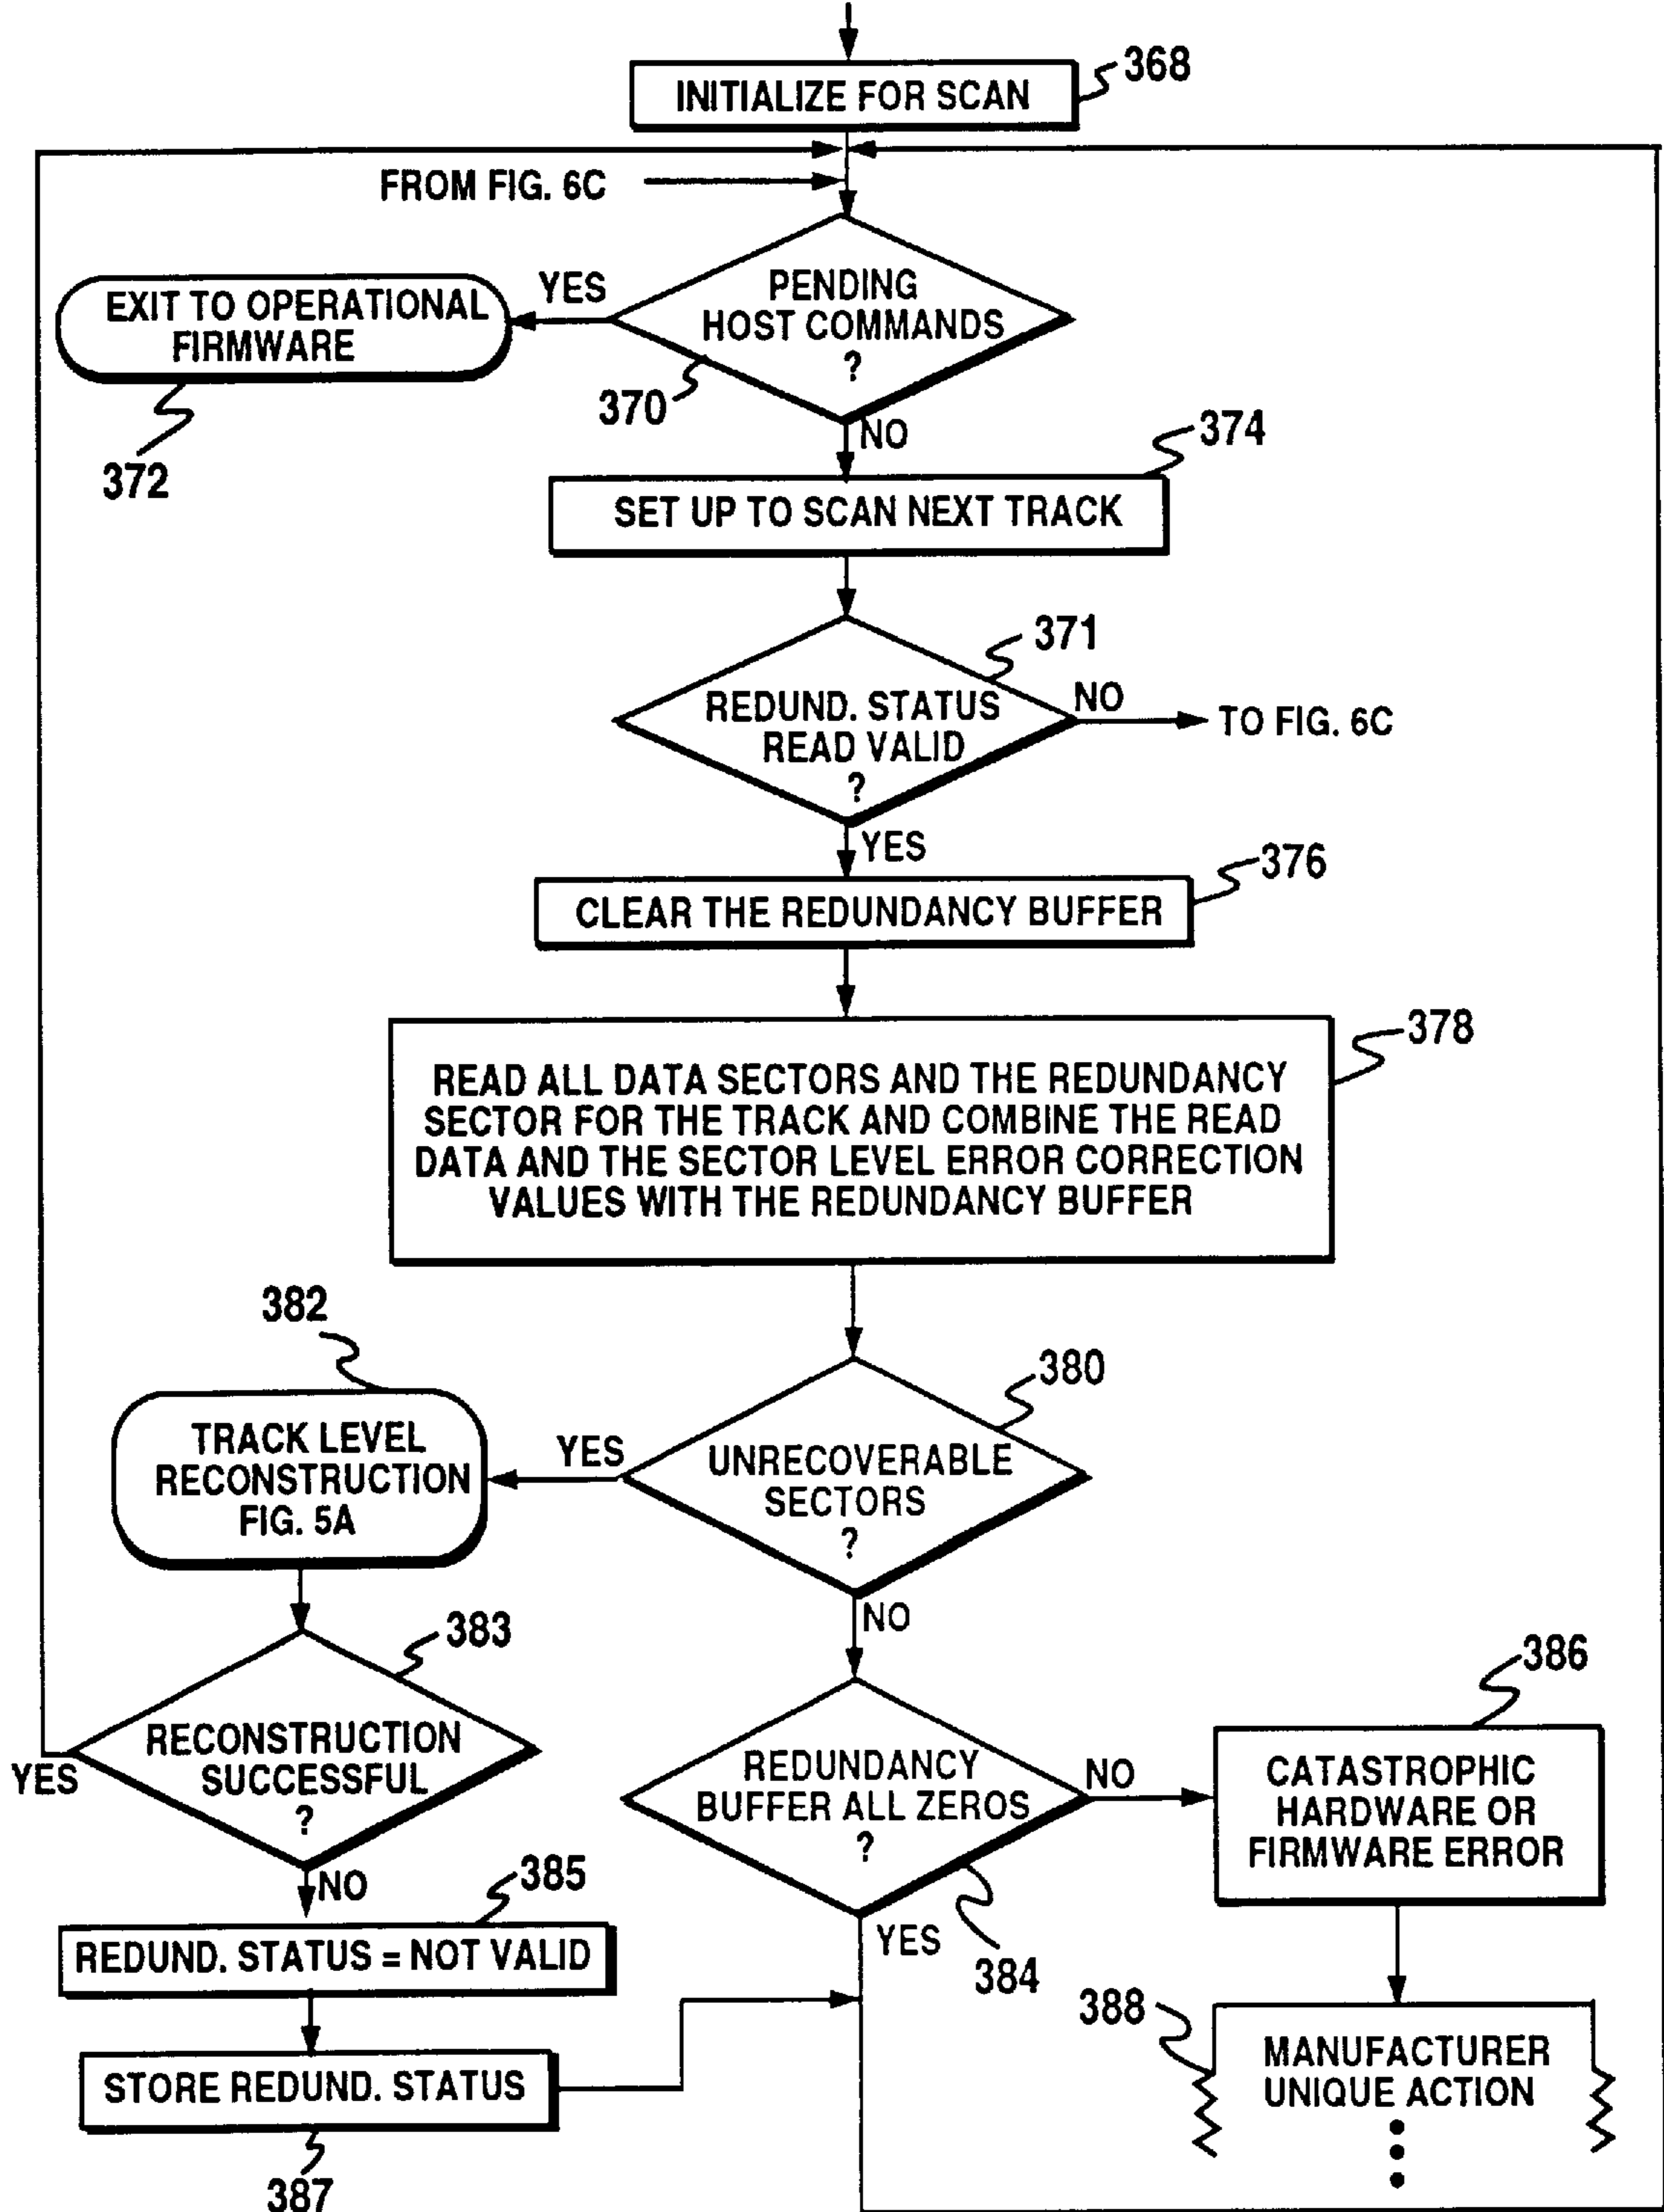 368
INITIALIZE FOR SCAN
FROM FIG. 6C
YES
PENDING
HOST COMMANDS
?
EXIT TO OPERATIONAL
FIRMWARE
370
372
NO
374
SET UP TO SCAN NEXT TRACK
371
REDUND. STATUS
READ VALID
?
NO
TO FIG. 6C
YES
376
CLEAR THE REDUNDANCY BUFFER
378
READ ALL DATA SECTORS AND THE REDUNDANCY
SECTOR FOR THE TRACK AND COMBINE THE READ
DATA AND THE SECTOR LEVEL ERROR CORRECTION
VALUES WITH THE REDUNDANCY BUFFER
382
380
TRACK LEVEL
RECONSTRUCTION
FIG. 5A
YES
UNRECOVERABLE
SECTORS
?
NO
383
386
RECONSTRUCTION
SUCCESSFUL
?
YES
REDUNDANCY
BUFFER ALL ZEROS
?
NO
CATASTROPHIC
HARDWARE OR
FIRMWARE ERROR
NO
385
REDUND. STATUS = NOT VALID
YES
384
388
MANUFACTURER
UNIQUE ACTION
STORE REDUND. STATUS
387